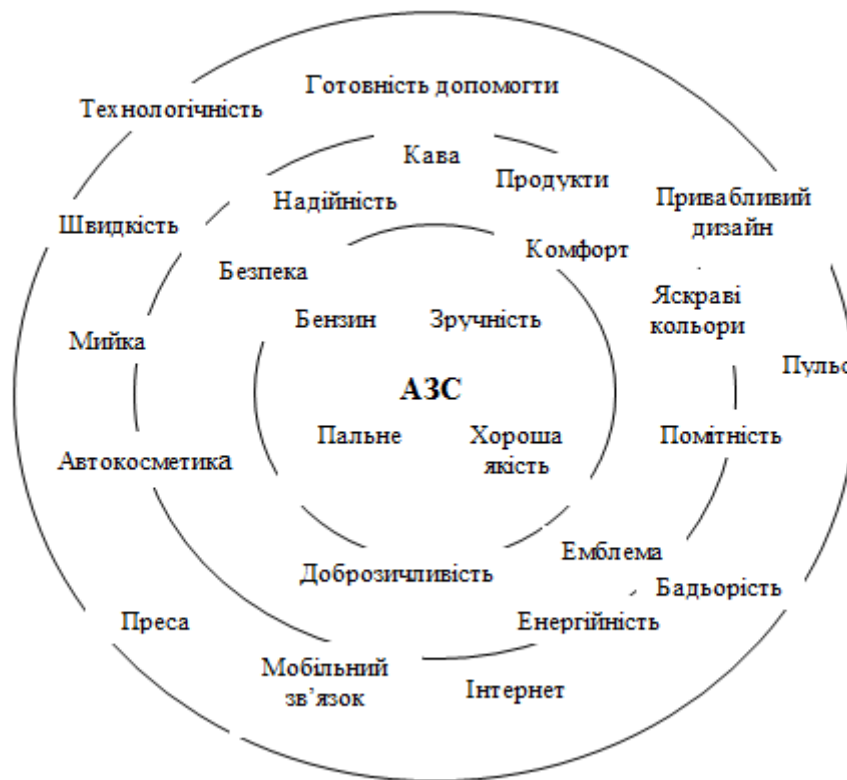 Готовність допомогти
Технологічність
Кава
Продукти
Надійність
Привабливий
дизайн
Швидкість
Комфорт
Безпека
Яскраві
кольори
Бензин
Зручність
Мийка
Пульс
АЗС
Пальне
Хороша
якість
Помітність
Автокосметика
Емблема
Доброзичливість
Бадьорість
Преса
Енергійність
Мобільний
зв’язок
Інтернет